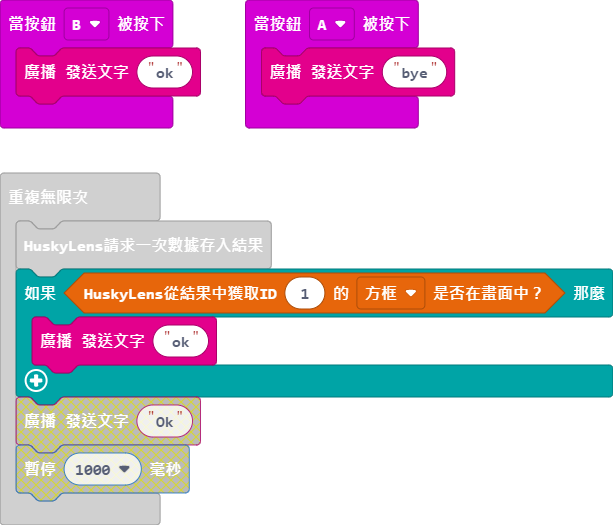 當按鈕 B 被按下
廣播 發送文字 "ok"
當按鈕 A 被按下
廣播 發送文字 "bye"
重複無限次
HuskyLens請求一次數據存入結果
如果 HuskyLens從結果中獲取ID 1 的 方框 是否在畫面中？ 那麼
廣播 發送文字 "ok"
廣播 發送文字 "Ok"
暫停 1000 毫秒